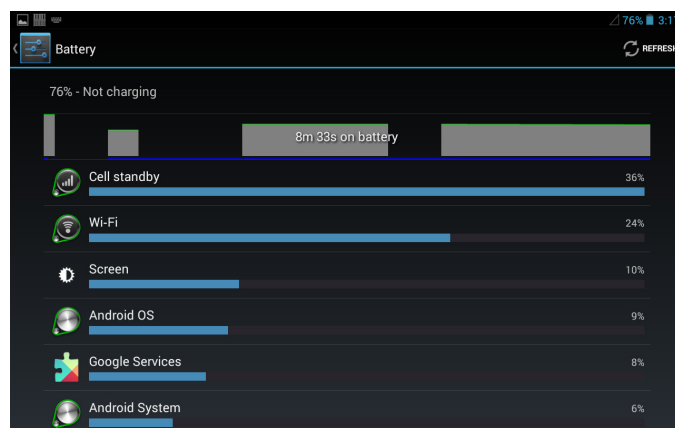 76% 3:1
Battery
REFRESH
76% - Not charging
8m 33s on battery
Cell standby
36%
Wi-Fi
24%
Screen
10%
Android OS
9%
Google Services
8%
Android System
6%